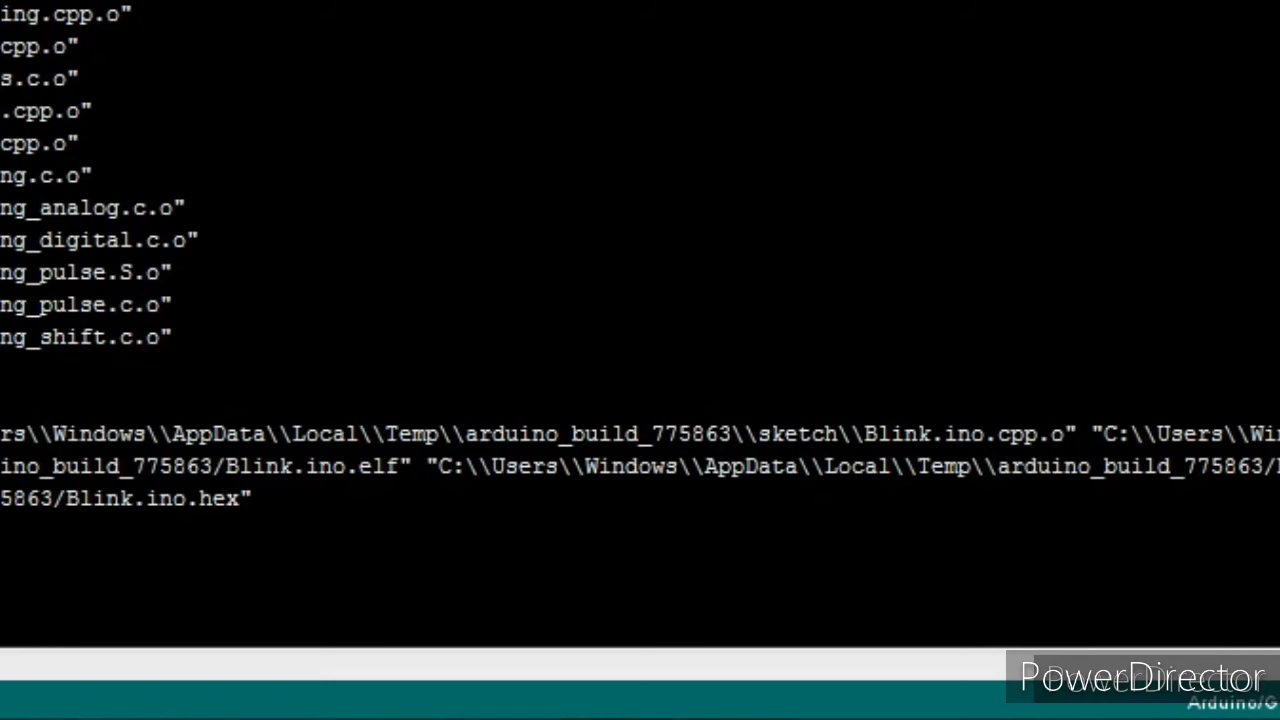 ing.cpp.o"
cpp.o"
s.c.o"
.cpp.o"
cpp.o"
ng.c.o"
ng_analog.c.o"
ng_digital.c.o"
ng_pulse.S.o"
ng_pulse.c.o"
ng_shift.c.o"
rs\\Windows\\AppData\\Local\\Temp\\arduino_build_775863\\sketch\\Blink.ino.cpp.o" "C:\\Users\\Wi
ino_build_775863/Blink.ino.elf" "C:\\Users\\Windows\\AppData\\Local\\Temp\\arduino_build_775863/
5863/Blink.ino.hex"
PowerDirector
Arduino/G